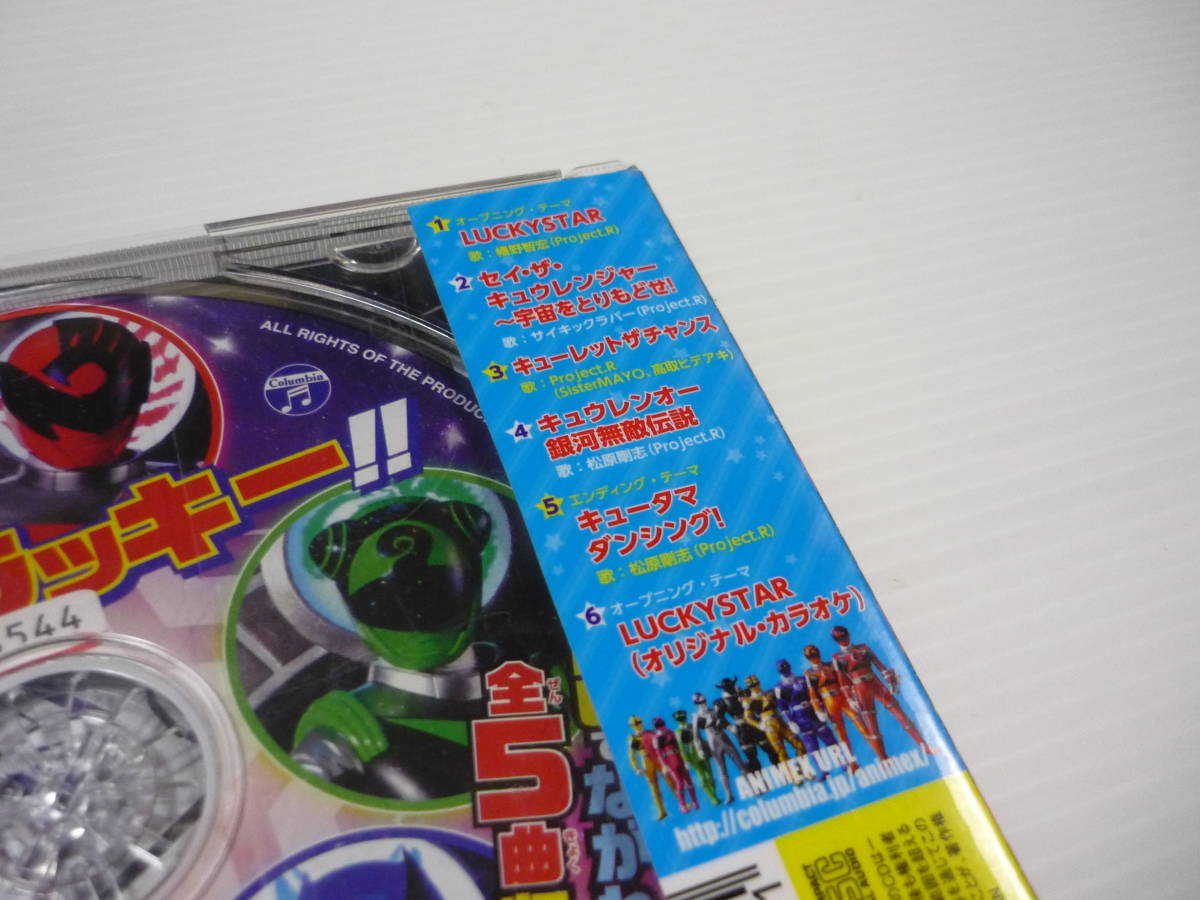 1 オープニング・テーマ
LUCKYSTAR
歌：幡野智宏(Project.R)
2 セイ・ザ・
キュウレンジャー
～宇宙をとりもどせ!
歌：サイキックラバー(Project.R)
3 キューレットザチャンス
歌：Project.R
(SisterMAYO、高取ヒデアキ)
4 キュウレンオー
銀河無敵伝説
歌：松原剛志(Project.R)
5 エンディング・テーマ
キュータマ
ダンシング!
歌：松原剛志(Project.R)
6 オープニング・テーマ
LUCKYSTAR
(オリジナル・カラオケ)
ANIMEX URL
http://columbia.jp/animex/
ALL RIGHTS OF THE PRODUC
Columbia
ラッキー!!
544
全5曲
ぜん
きょく